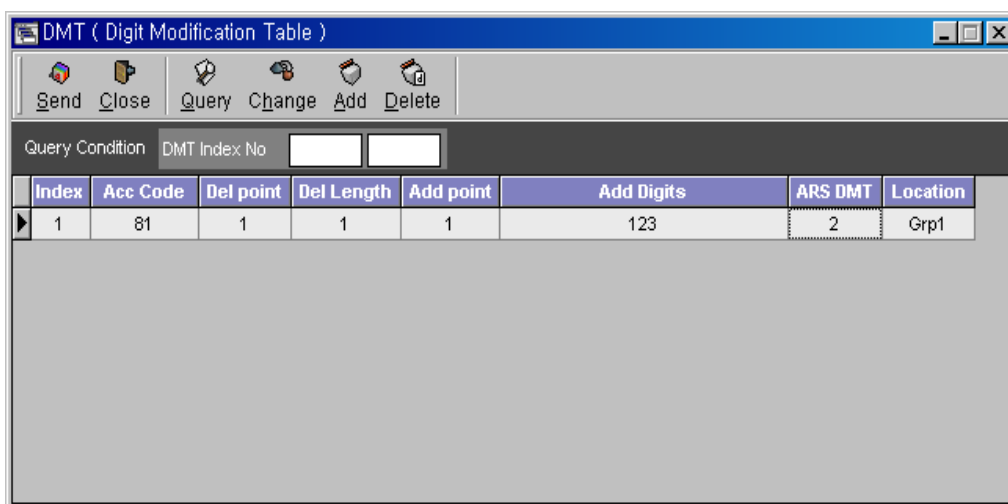 DMT ( Digit Modification Table )
Send Close Query Change Add Delete
Query Condition DMT Index No
Index Acc Code Del point Del Length Add point Add Digits ARS DMT Location
1 81 1 1 1 123 2 Grp1